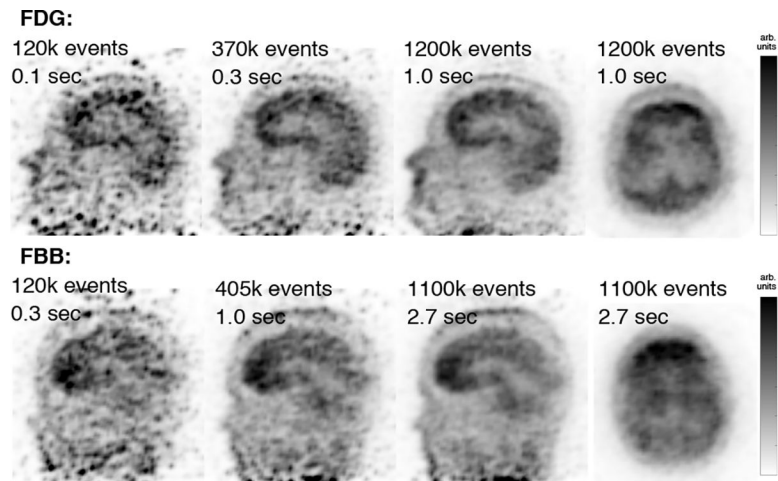 FDG:
120k events
0.1 sec
370k events
0.3 sec
1200k events
1.0 sec
1200k events
1.0 sec
arb.
units
FBB:
120k events
0.3 sec
405k events
1.0 sec
1100k events
2.7 sec
1100k events
2.7 sec
arb.
units